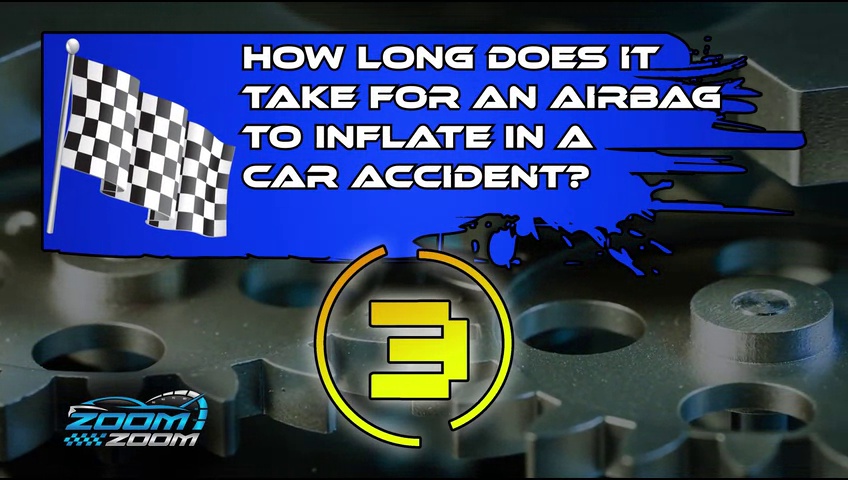 HOW LONG DOES IT
TAKE FOR AN AIRBAG
TO INFLATE IN A
CAR ACCIDENT?
3
ZOOM
ZOOM